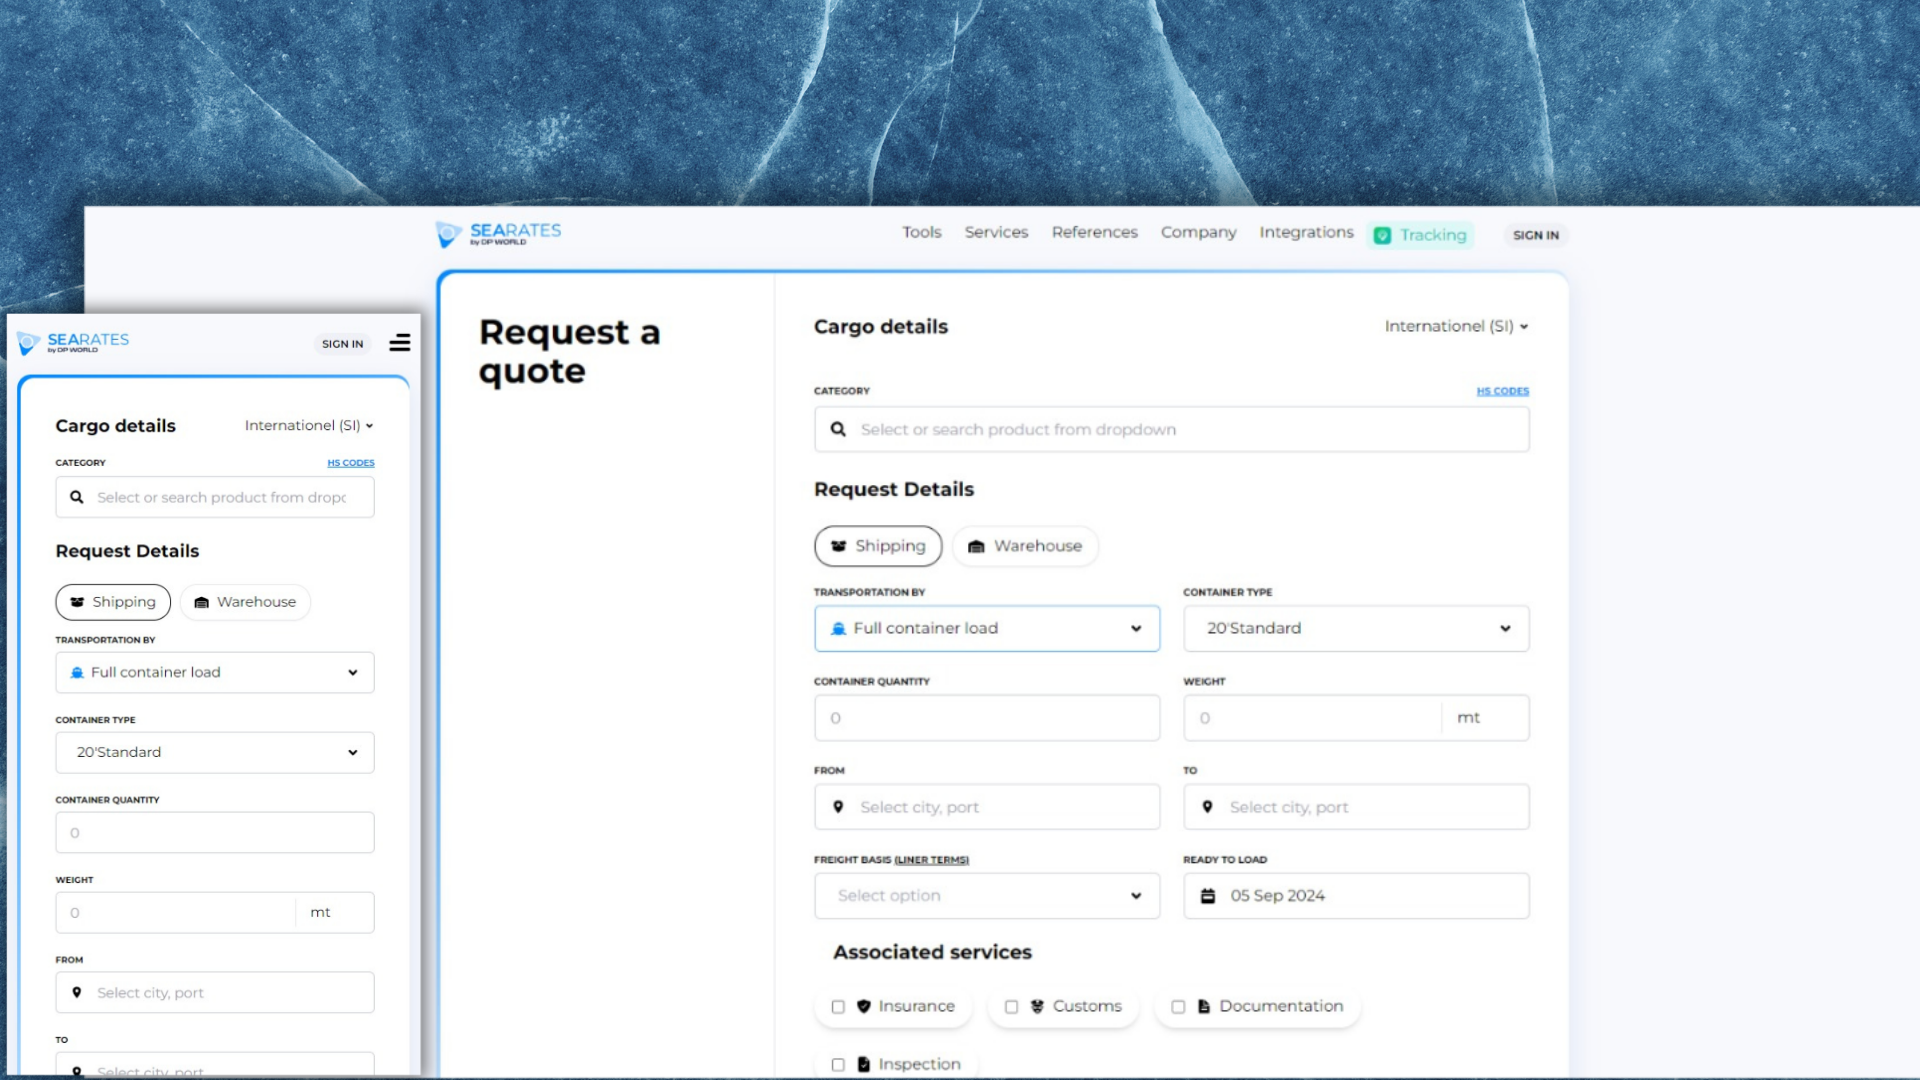 SEARATES
by DP WORLD
Tools
Services
References
Company
Integrations
Tracking
SIGN IN
Request a
quote
Cargo details
Internationel (SI)
CATEGORY
HS CODES
Select or search product from dropdown
Request Details
Shipping
Warehouse
TRANSPORTATION BY
CONTAINER TYPE
Full container load
20'Standard
CONTAINER QUANTITY
WEIGHT
0
0
mt
FROM
TO
Select city, port
Select city, port
FREIGHT BASIS (LINER TERMS)
READY TO LOAD
Select option
05 Sep 2024
Associated services
Insurance
Customs
Documentation
Inspection
SEARATES
by DP WORLD
SIGN IN
Cargo details
Internationel (SI)
CATEGORY
HS CODES
Select or search product from dropc
Request Details
Shipping
Warehouse
TRANSPORTATION BY
Full container load
CONTAINER TYPE
20'Standard
CONTAINER QUANTITY
0
WEIGHT
0
mt
FROM
Select city, port
TO
Select city, port